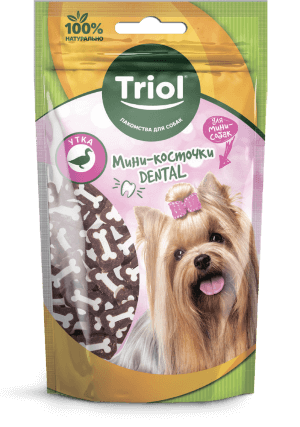 100%
НАТУРАЛЬНО
Triol®
ЛАКОМСТВА ДЛЯ СОБАК
для
мини-
собак
УТКА
Мини-косточки
DENTAL